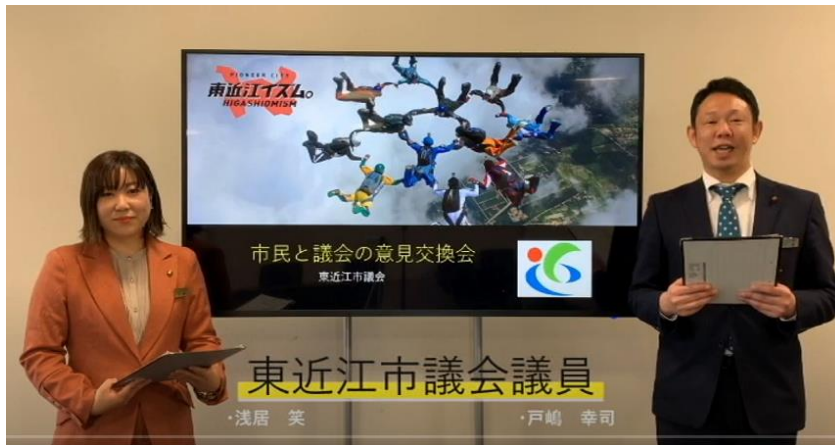 PIONEER CITY
東近江イズム。
HIGASHIOMISM
市民と議会の意見交換会
東近江市議会
東近江市議会議員
・浅居 笑
・戸嶋 幸司